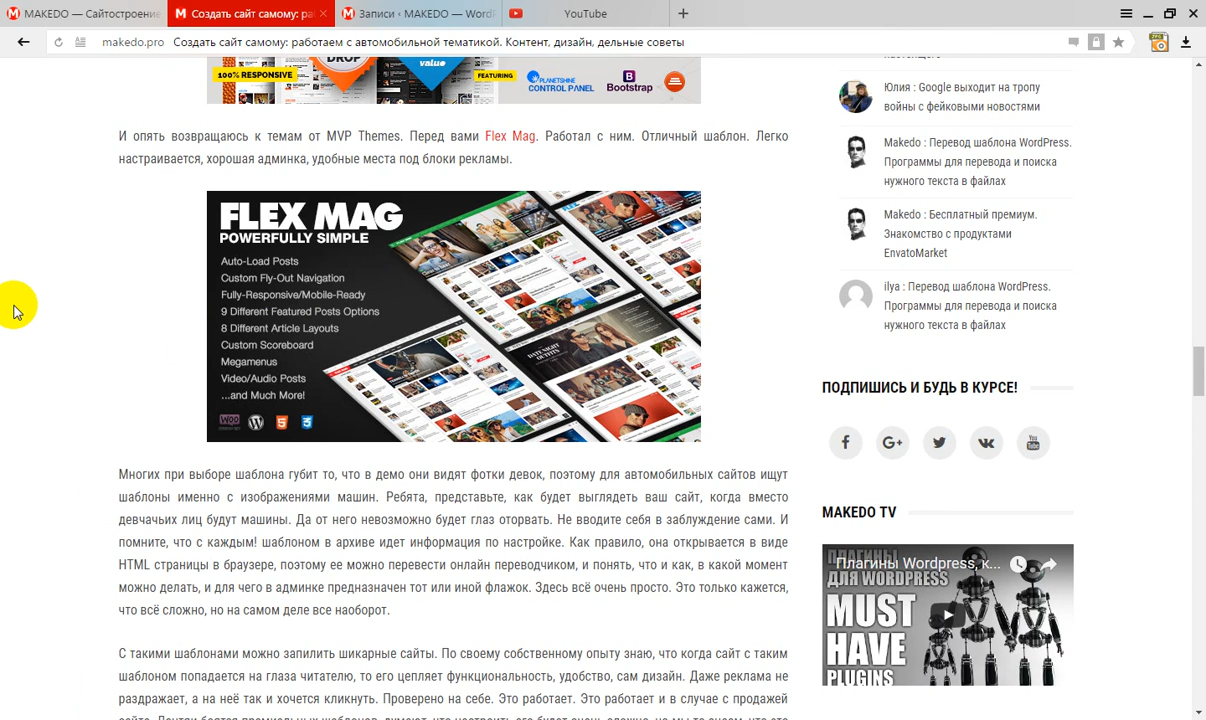 MAKEDO — Сайтостроение
Создать сайт самому: ра
Записи ‹ MAKEDO — Word
YouTube
makedo.pro Создать сайт самому: работаем с автомобильной тематикой. Контент, дизайн, дельные советы
100% RESPONSIVE
DROP
value
FEATURING
PLANETSHINE
CONTROL PANEL
Bootstrap
И опять возвращаюсь к темам от MVP Themes. Перед вами Flex Mag. Работал с ним. Отличный шаблон. Легко
настраивается, хорошая админка, удобные места под блоки рекламы.
FLEX MAG
POWERFULLY SIMPLE
Auto-Load Posts
Custom Fly-Out Navigation
Fully-Responsive/Mobile-Ready
9 Different Featured Posts Options
8 Different Article Layouts
Custom Scoreboard
Megamenus
Video/Audio Posts
...and Much More!
DATE NIGHT
OUTFITS
Многих при выборе шаблона губит то, что в демо они видят фотки девок, поэтому для автомобильных сайтов ищут
шаблоны именно с изображениями машин. Ребята, представьте, как будет выглядеть ваш сайт, когда вместо
девчачьих лиц будут машины. Да от него невозможно будет глаз оторвать. Не вводите себя в заблуждение сами. И
помните, что с каждым! шаблоном в архиве идет информация по настройке. Как правило, она открывается в виде
HTML страницы в браузере, поэтому ее можно перевести онлайн переводчиком, и понять, что и как, в какой момент
можно делать, и для чего в админке предназначен тот или иной флажок. Здесь всё очень просто. Это только кажется,
что всё сложно, но на самом деле все наоборот.
С такими шаблонами можно запилить шикарные сайты. По своему собственному опыту знаю, что когда сайт с таким
шаблоном попадается на глаза читателю, то его цепляет функциональность, удобство, сам дизайн. Даже реклама не
раздражает, а на неё так и хочется кликнуть. Проверено на себе. Это работает. Это работает и в случае с продажей
Юлия : Google выходит на тропу
войны с фейковыми новостями
Makedo : Перевод шаблона WordPress.
Программы для перевода и поиска
нужного текста в файлах
Makedo : Бесплатный премиум.
Знакомство с продуктами
EnvatoMarket
ilya : Перевод шаблона WordPress.
Программы для перевода и поиска
нужного текста в файлах
ПОДПИШИСЬ И БУДЬ В КУРСЕ!
MAKEDO TV
Плагины Wordpress, к...
ПЛАГИНЫ
ДЛЯ WORDPRESS
MUST
HAVE
PLUGINS